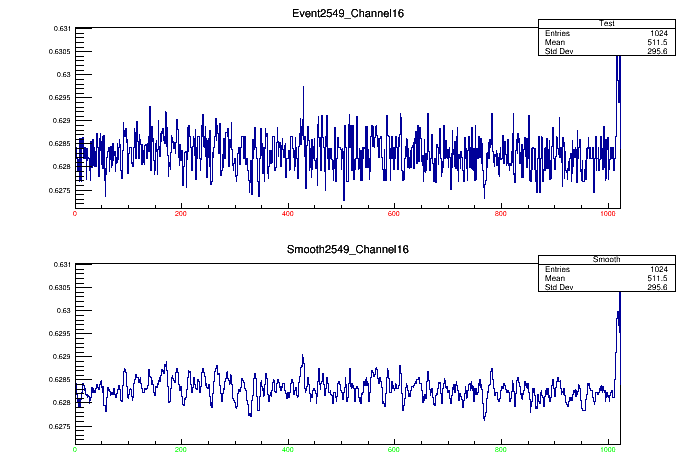 Event2549_Channel16
Test
Entries 1024
Mean 511.5
Std Dev 295.6
0.631
0.6305
0.63
0.6295
0.629
0.6285
0.628
0.6275
0 200 400 600 800 1000
Smooth2549_Channel16
Smooth
Entries 1024
Mean 511.5
Std Dev 295.6
0.631
0.6305
0.63
0.6295
0.629
0.6285
0.628
0.6275
0 200 400 600 800 1000